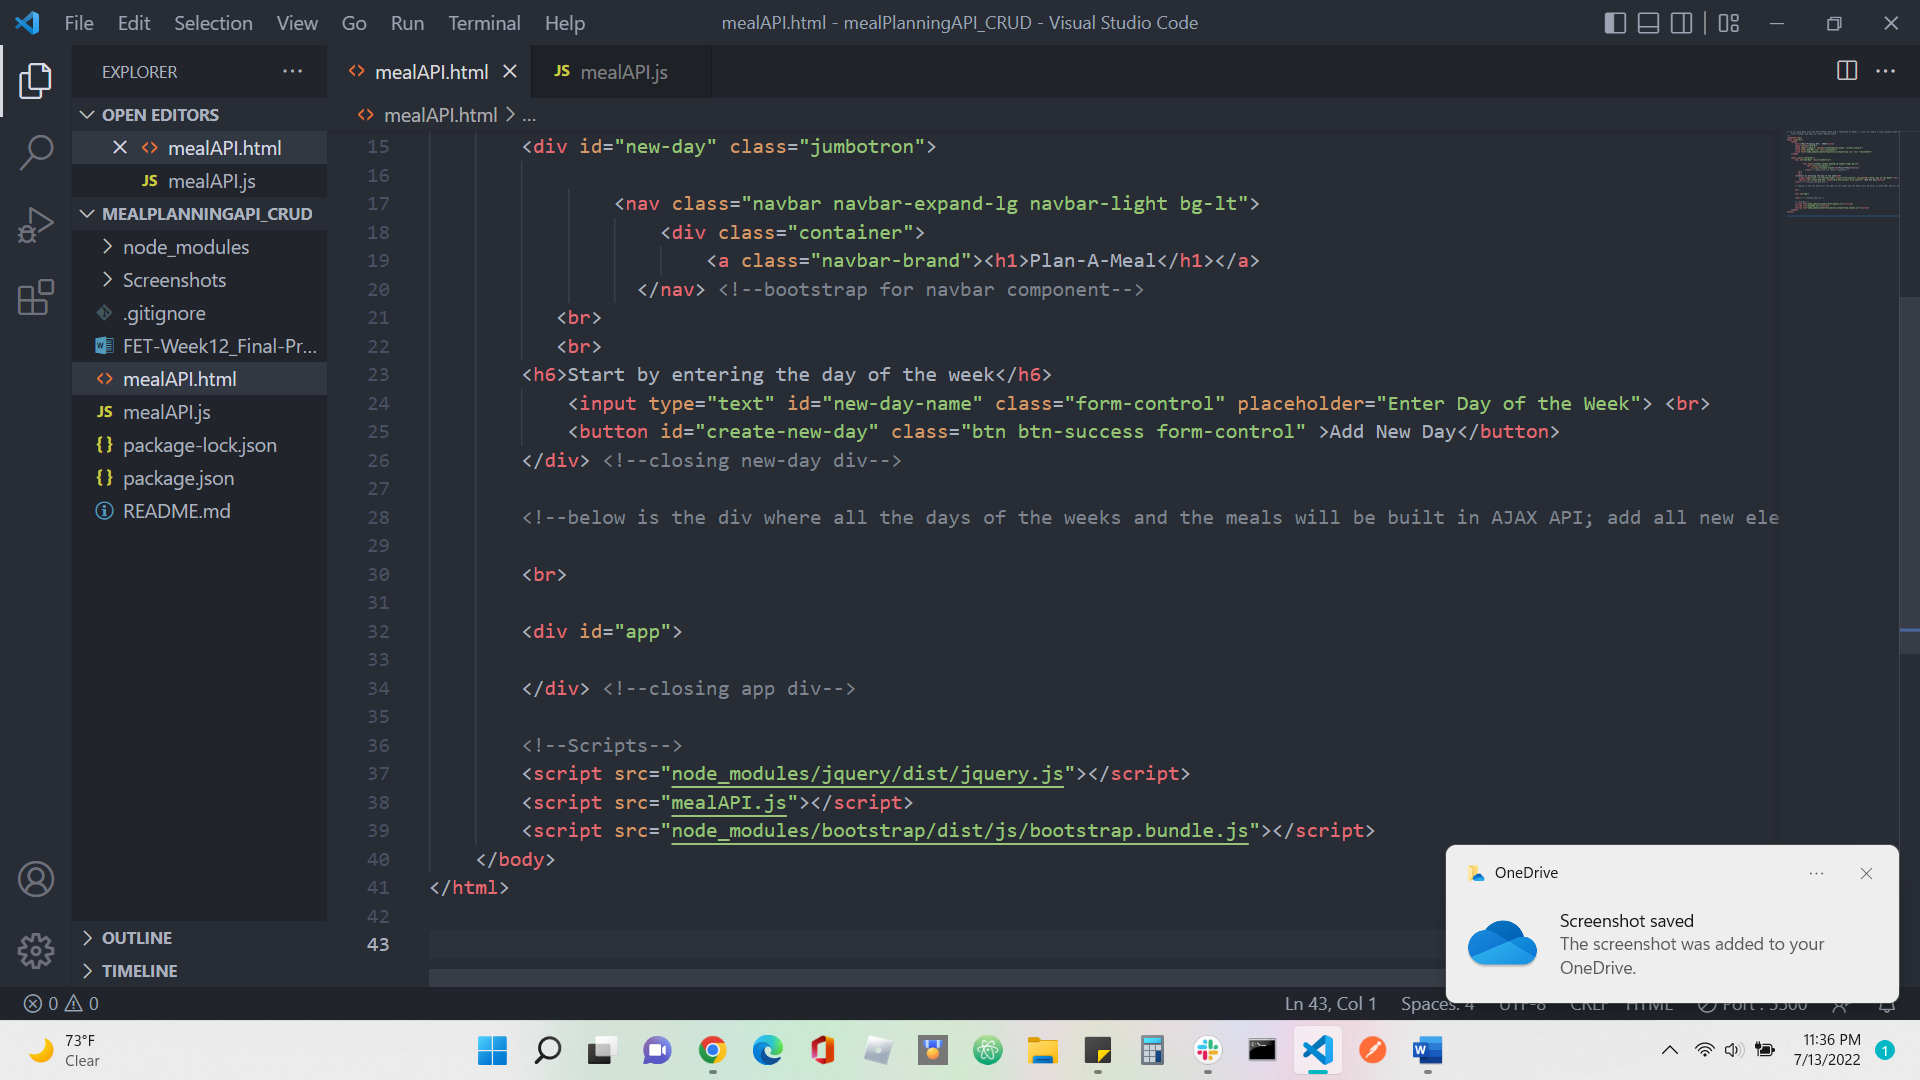 File Edit Selection View Go Run Terminal Help
mealAPI.html - mealPlanningAPI_CRUD - Visual Studio Code
EXPLORER
OPEN EDITORS
mealAPI.html
JS mealAPI.js
MEALPLANNINGAPI_CRUD
node_modules
Screenshots
.gitignore
FET-Week12_Final-Pr...
mealAPI.html
JS mealAPI.js
{} package-lock.json
{} package.json
README.md
OUTLINE
TIMELINE
mealAPI.html
JS mealAPI.js
mealAPI.html > ...
15 <div id="new-day" class="jumbotron">
16
17 <nav class="navbar navbar-expand-lg navbar-light bg-lt">
18 <div class="container">
19 <a class="navbar-brand"><h1>Plan-A-Meal</h1></a>
20 </nav> <!--bootstrap for navbar component-->
21 <br>
22 <br>
23 <h6>Start by entering the day of the week</h6>
24 <input type="text" id="new-day-name" class="form-control" placeholder="Enter Day of the Week"> <br>
25 <button id="create-new-day" class="btn btn-success form-control" >Add New Day</button>
26 </div> <!--closing new-day div-->
27
28 <!--below is the div where all the days of the weeks and the meals will be built in AJAX API; add all new ele
29
30 <br>
31
32 <div id="app">
33
34 </div> <!--closing app div-->
35
36 <!--Scripts-->
37 <script src="node_modules/jquery/dist/jquery.js"></script>
38 <script src="mealAPI.js"></script>
39 <script src="node_modules/bootstrap/dist/js/bootstrap.bundle.js"></script>
40 </body>
41 </html>
42
43
OneDrive
Screenshot saved
The screenshot was added to your
OneDrive.
0 0
Ln 43, Col 1 Spaces: 4 UTF-8 CRLF HTML Port : 5500
73°F
Clear
11:36 PM
7/13/2022
1